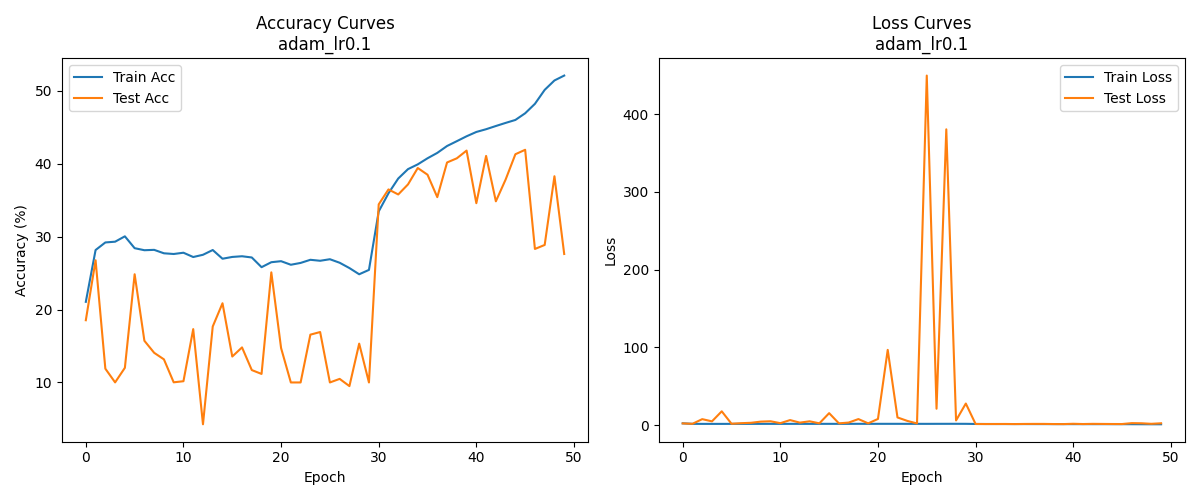 Accuracy Curves
adam_lr0.1
Train Acc
Test Acc
Accuracy (%)
50
40
30
20
10
0
10
20
30
40
50
Epoch
Loss Curves
adam_lr0.1
Train Loss
Test Loss
Loss
400
300
200
100
0
0
10
20
30
40
50
Epoch